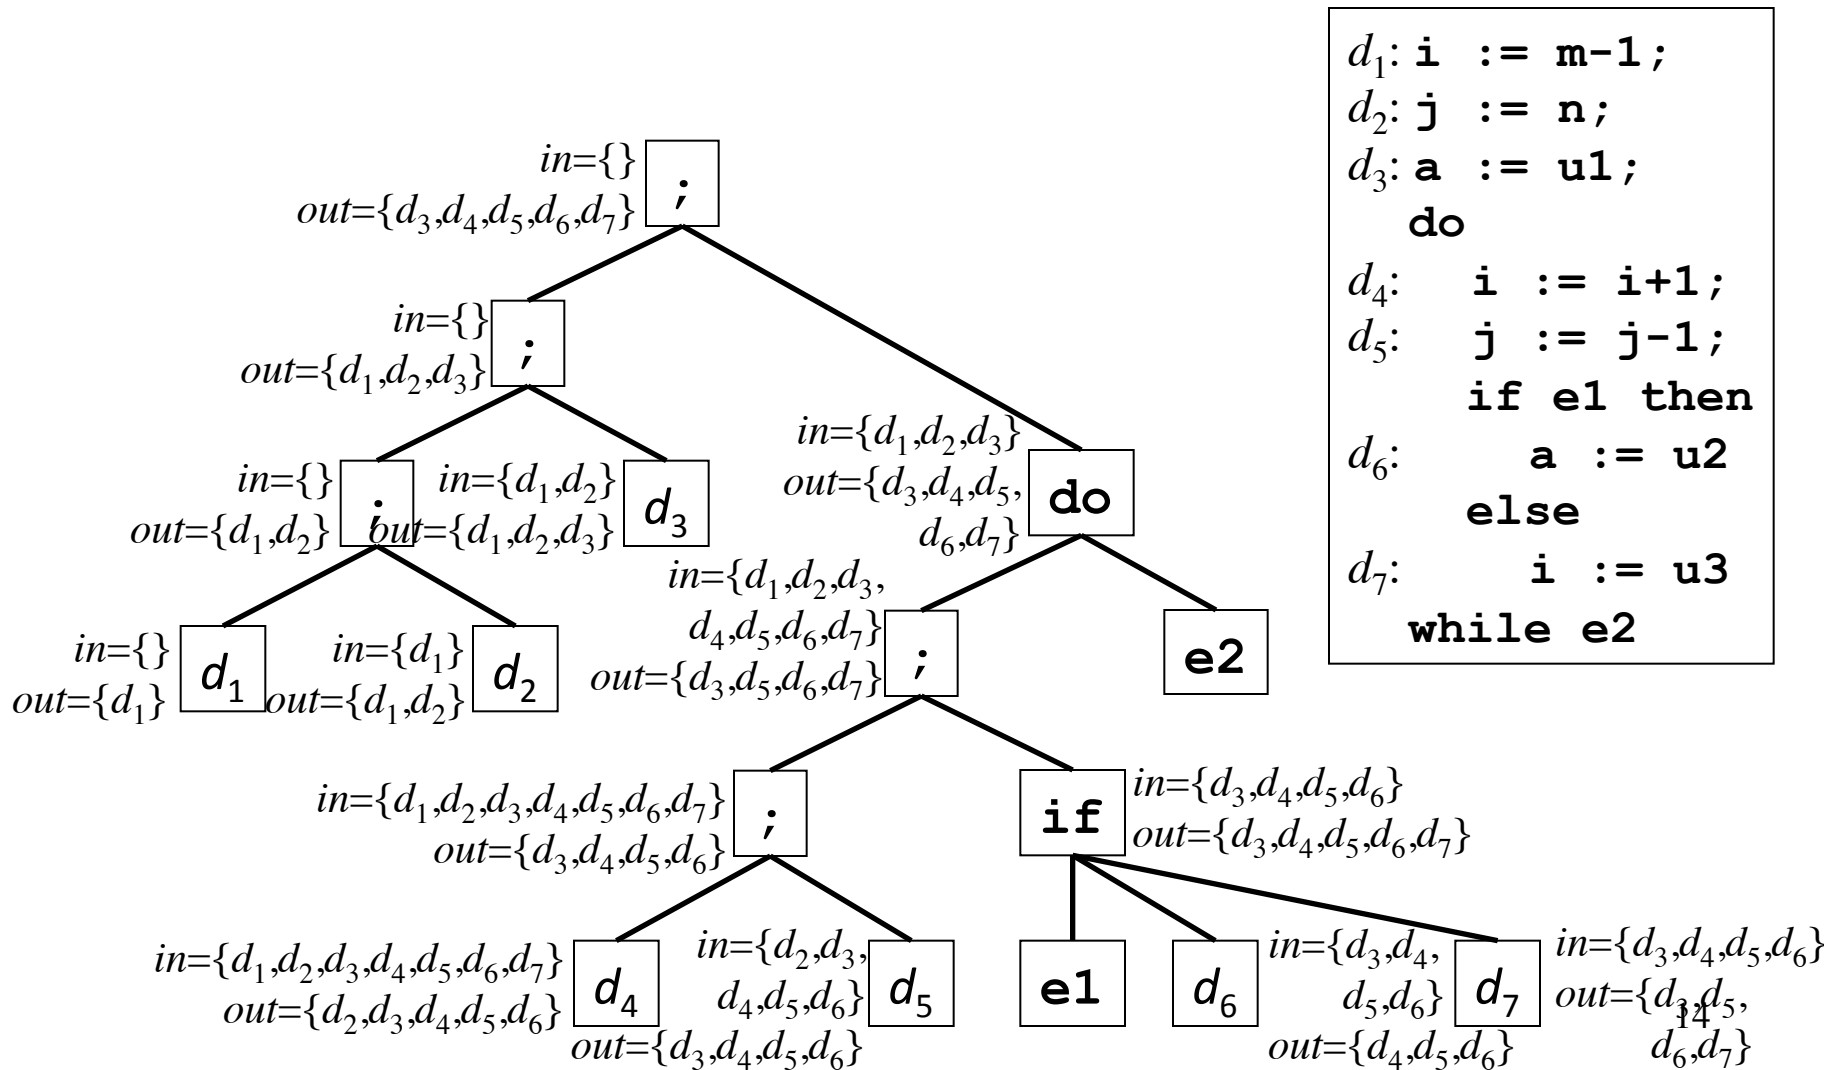 d1: i := m-1;
d2: j := n;
d3: a := u1;
do
d4: i := i+1;
d5: j := j-1;
if e1 then
d6: a := u2
else
d7: i := u3
while e2
in={}
out={d3,d4,d5,d6,d7}
;
in={}
out={d1,d2,d3}
;
in={d1,d2,d3}
out={d3,d4,d5,
d6,d7}
do
in={}
out={d1,d2}
;
in={d1,d2}
out={d1,d2,d3}
d3
in={}
out={d1}
d1
in={d1}
out={d1,d2}
d2
in={d1,d2,d3,
d4,d5,d6,d7}
out={d3,d5,d6,d7}
;
e2
in={d1,d2,d3,d4,d5,d6,d7}
out={d3,d4,d5,d6}
;
if
in={d3,d4,d5,d6}
out={d3,d4,d5,d6,d7}
in={d1,d2,d3,d4,d5,d6,d7}
out={d2,d3,d4,d5,d6}
d4
in={d2,d3,
d4,d5,d6}
out={d3,d4,d5,d6}
d5
e1
d6
in={d3,d4,
d5,d6}
out={d4,d5,d6}
d7
in={d3,d4,d5,d6}
out={d3,d5,
d6,d7}
14